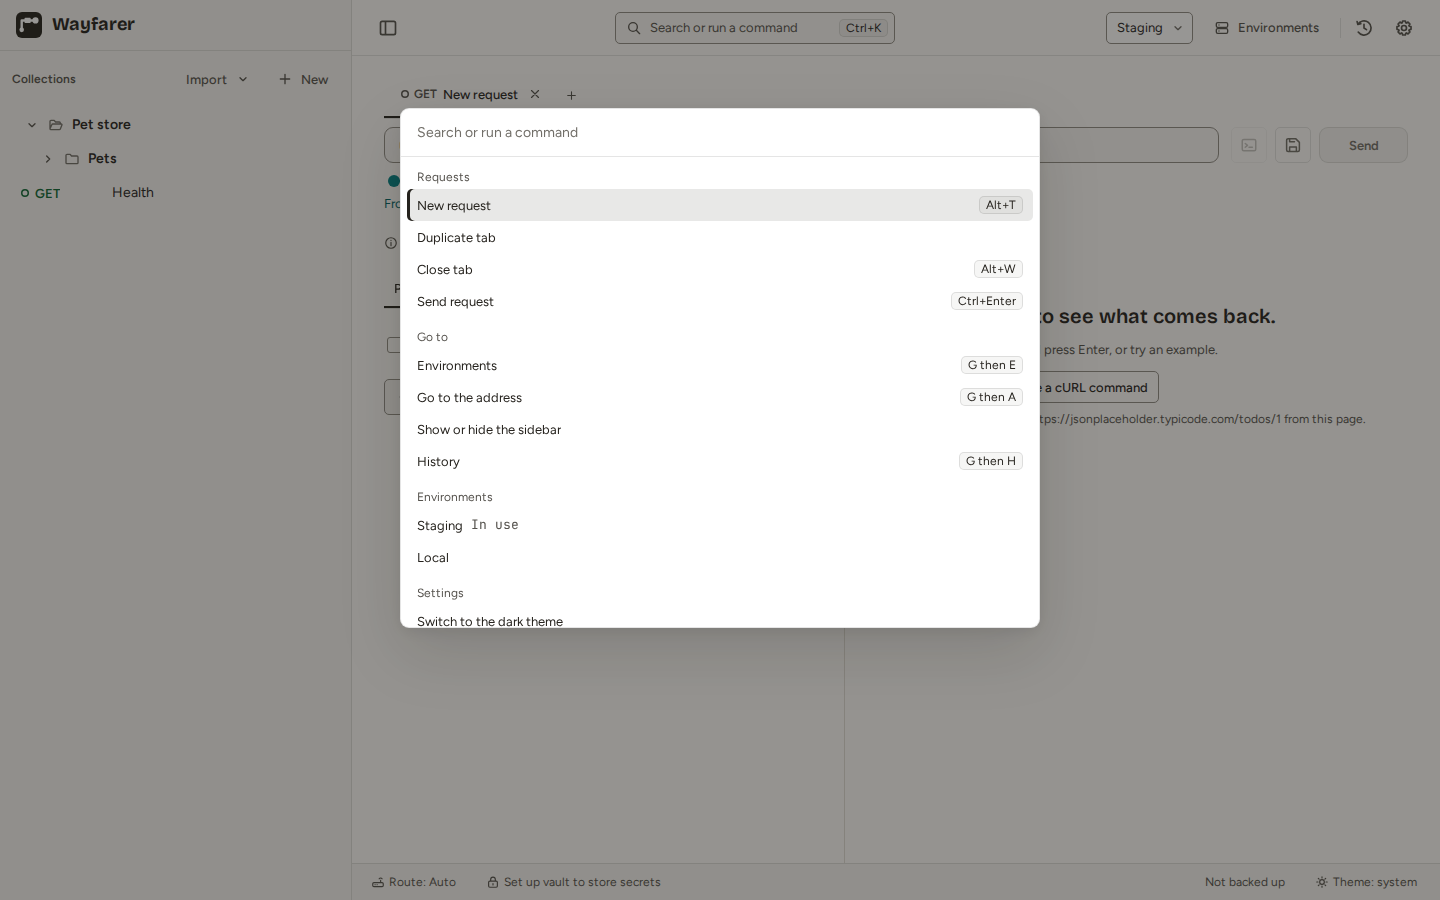 Wayfarer
Search or run a command
Ctrl+K
Staging
Environments
Collections
Import
New
GET New request
Pet store
Pets
GET Health
Send
Search or run a command
Requests
New request
Alt+T
Duplicate tab
Close tab
Alt+W
Send request
Ctrl+Enter
Go to
Environments
G then E
Go to the address
G then A
Show or hide the sidebar
History
G then H
Environments
Staging In use
Local
Settings
Switch to the dark theme
to see what comes back.
press Enter, or try an example.
a cURL command
jsonplaceholder.typicode.com/todos/1 from this page.
Route: Auto
Set up vault to store secrets
Not backed up
Theme: system